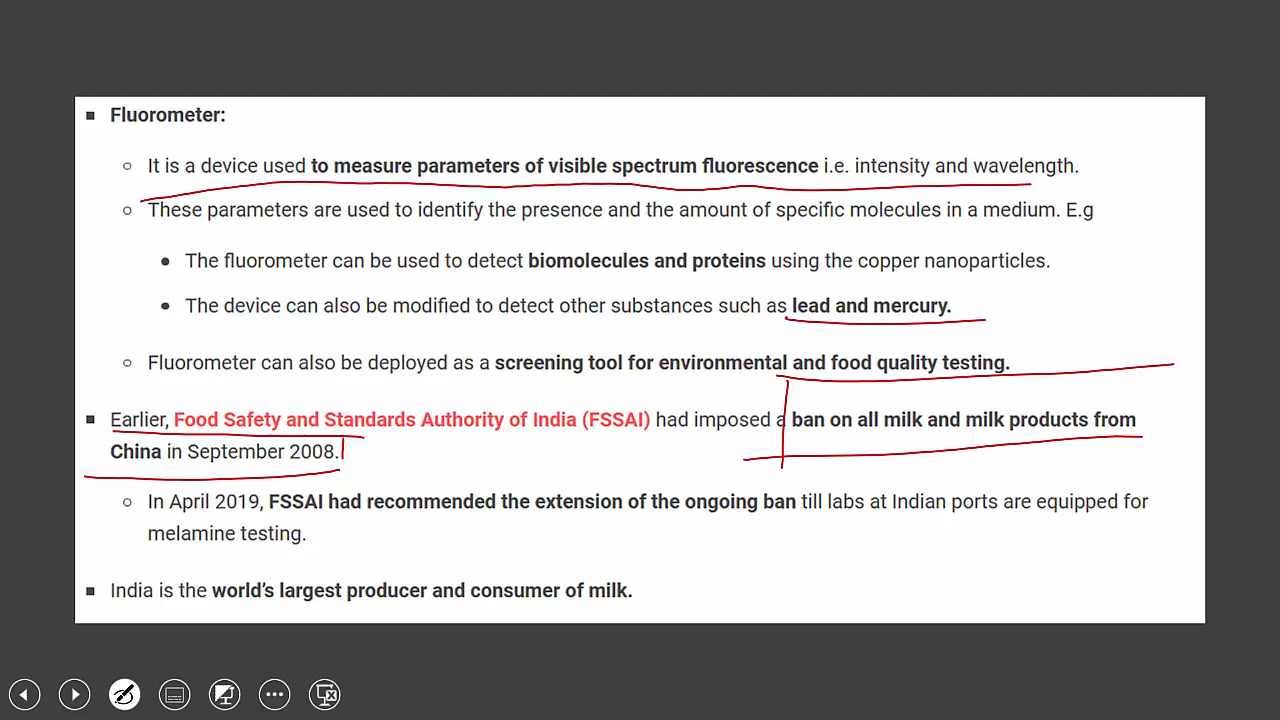 Fluorometer:
It is a device used to measure parameters of visible spectrum fluorescence i.e. intensity and wavelength.
These parameters are used to identify the presence and the amount of specific molecules in a medium. E.g
The fluorometer can be used to detect biomolecules and proteins using the copper nanoparticles.
The device can also be modified to detect other substances such as lead and mercury.
Fluorometer can also be deployed as a screening tool for environmental and food quality testing.
Earlier, Food Safety and Standards Authority of India (FSSAI) had imposed a ban on all milk and milk products from
China in September 2008.
In April 2019, FSSAI had recommended the extension of the ongoing ban till labs at Indian ports are equipped for
melamine testing.
India is the world's largest producer and consumer of milk.